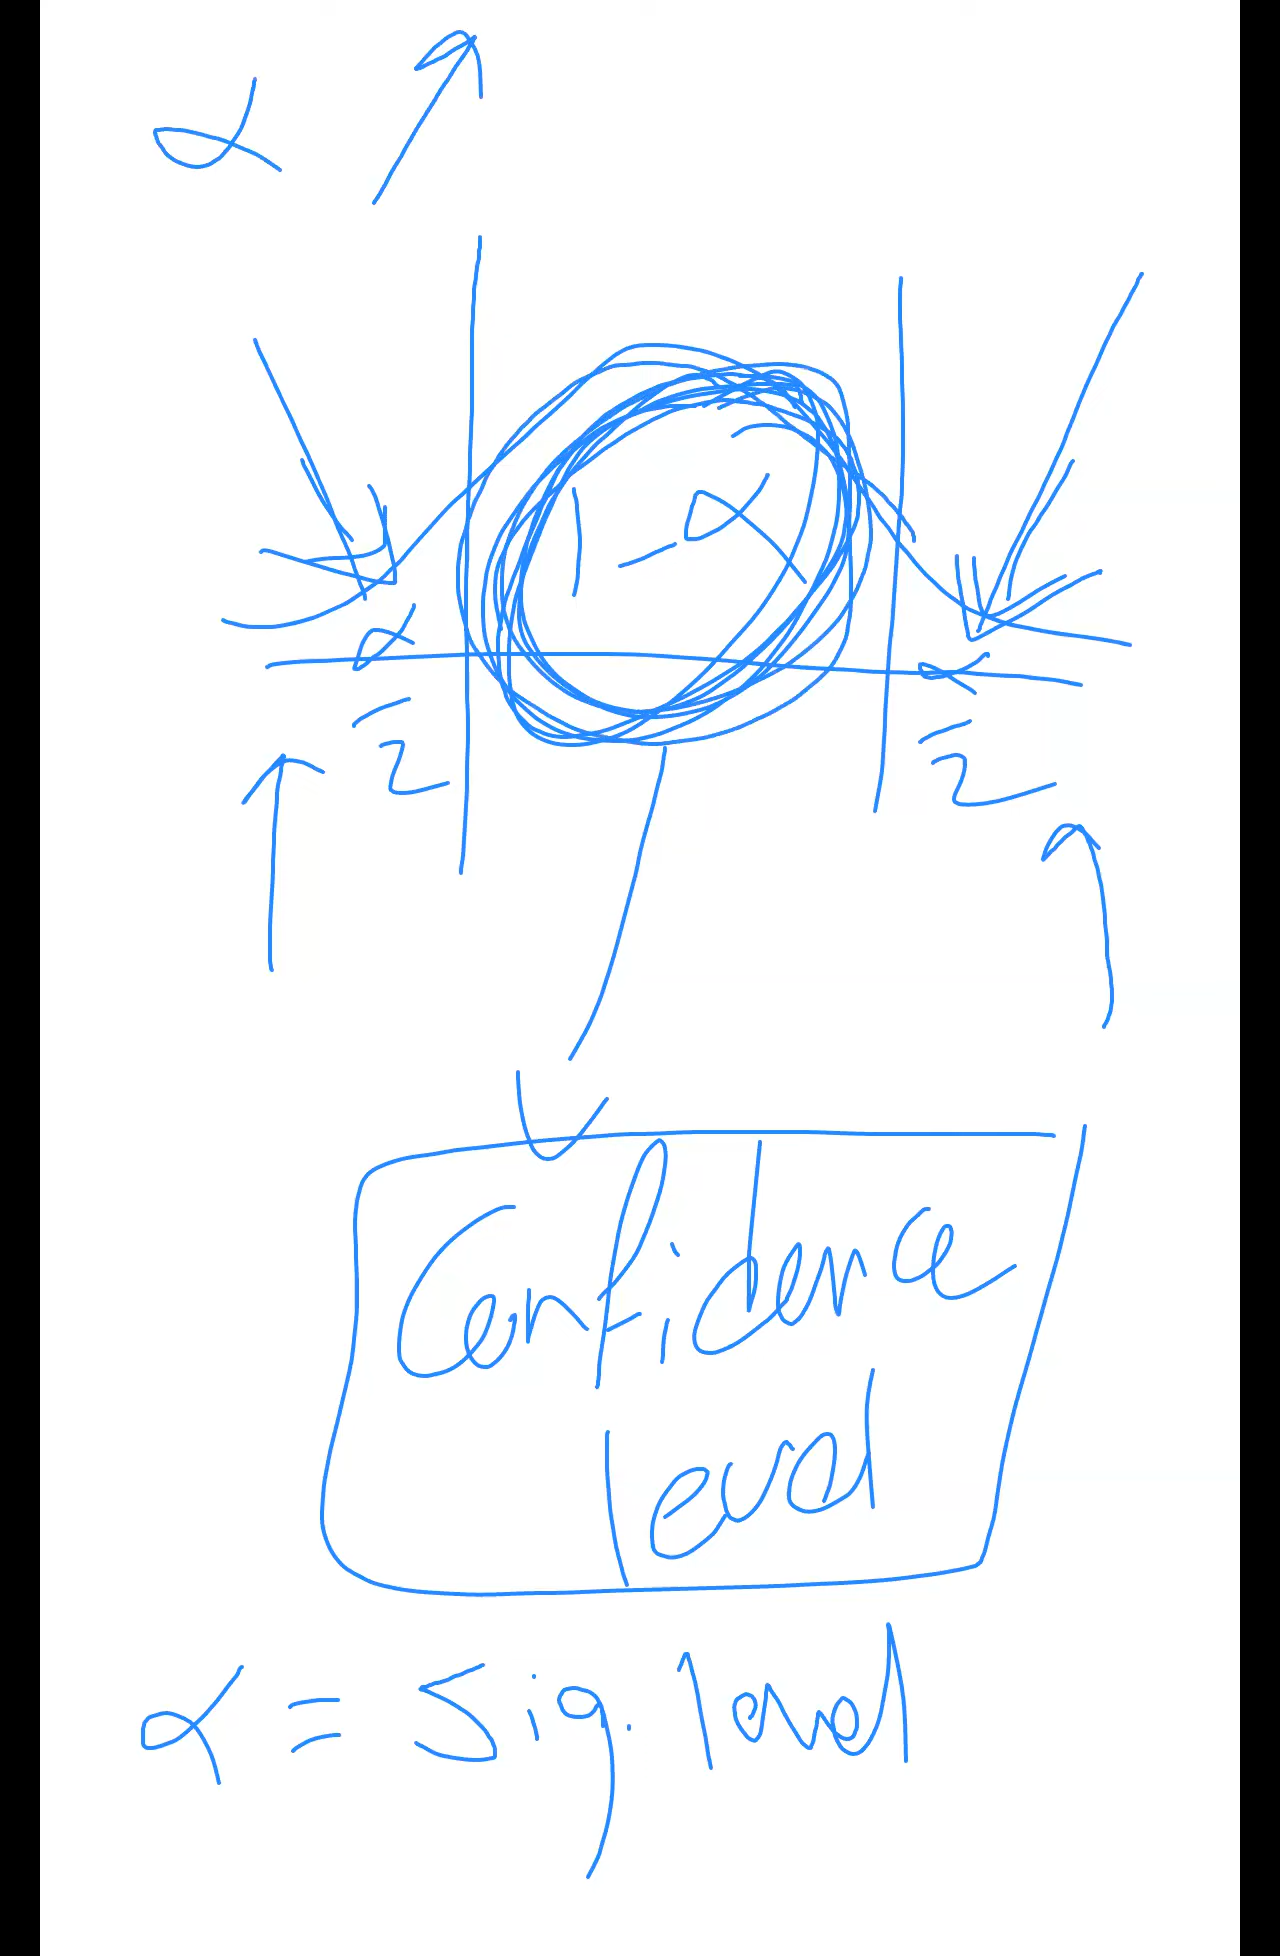 α
1-α
α/2 α/2
Confidence
level
α = Sig. level